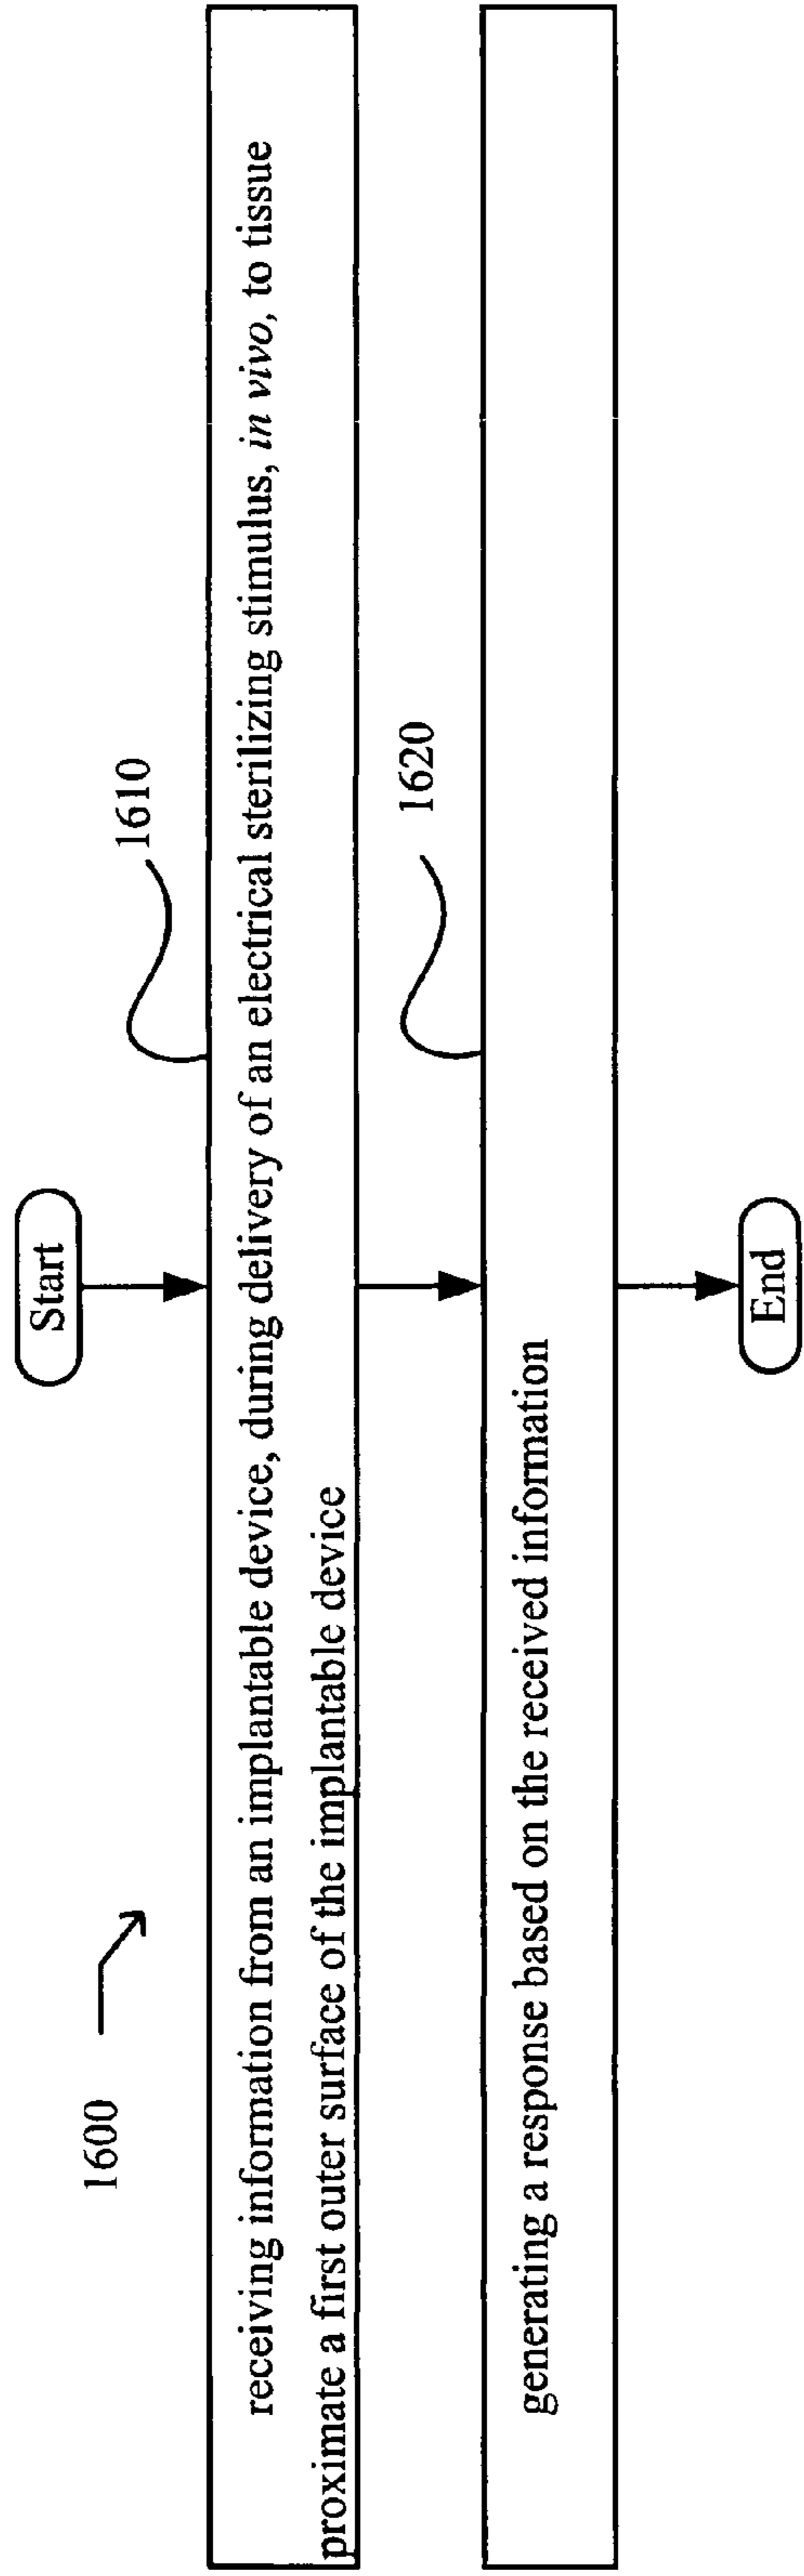 1600
Start
1610
receiving information from an implantable device, during delivery of an electrical sterilizing stimulus, in vivo, to tissue
proximate a first outer surface of the implantable device
1620
generating a response based on the received information
End